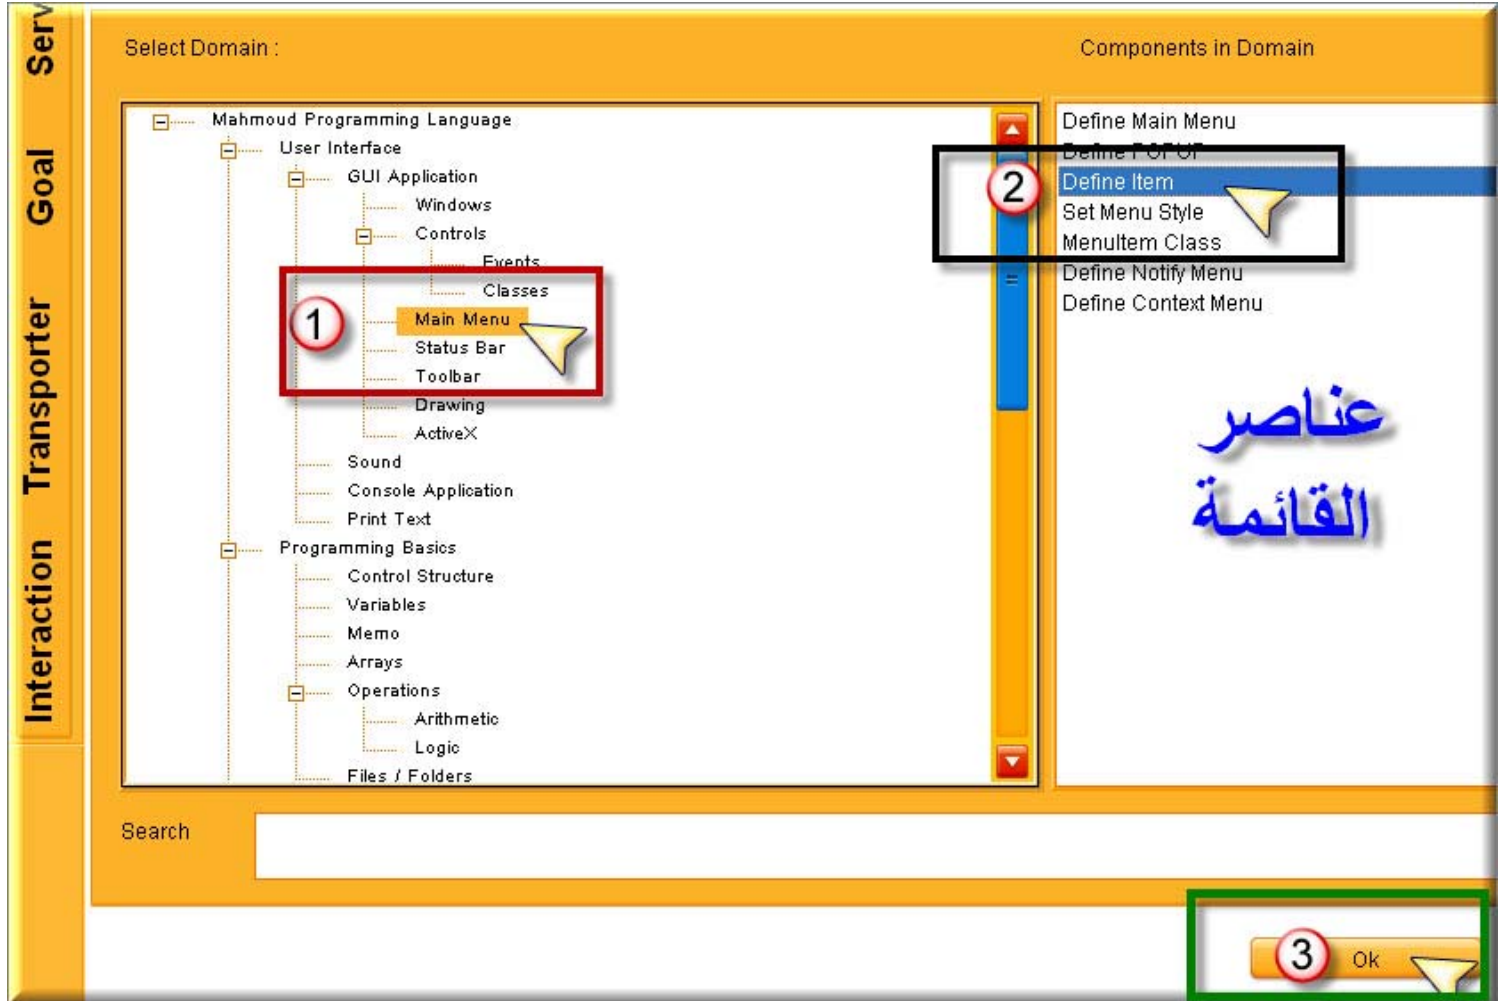 Serv
Goal
Transporter
Interaction
Select Domain :
Mahmoud Programming Language
User Interface
GUI Application
Windows
Controls
Events
Classes
1
Main Menu
Status Bar
Toolbar
Drawing
ActiveX
Sound
Console Application
Print Text
Programming Basics
Control Structure
Variables
Memo
Arrays
Operations
Arithmetic
Logic
Files / Folders
Components in Domain
Define Main Menu
Define POPUP
2
Define Item
Set Menu Style
MenuItem Class
Define Notify Menu
Define Context Menu
عناصر
القائمة
Search
3
Ok